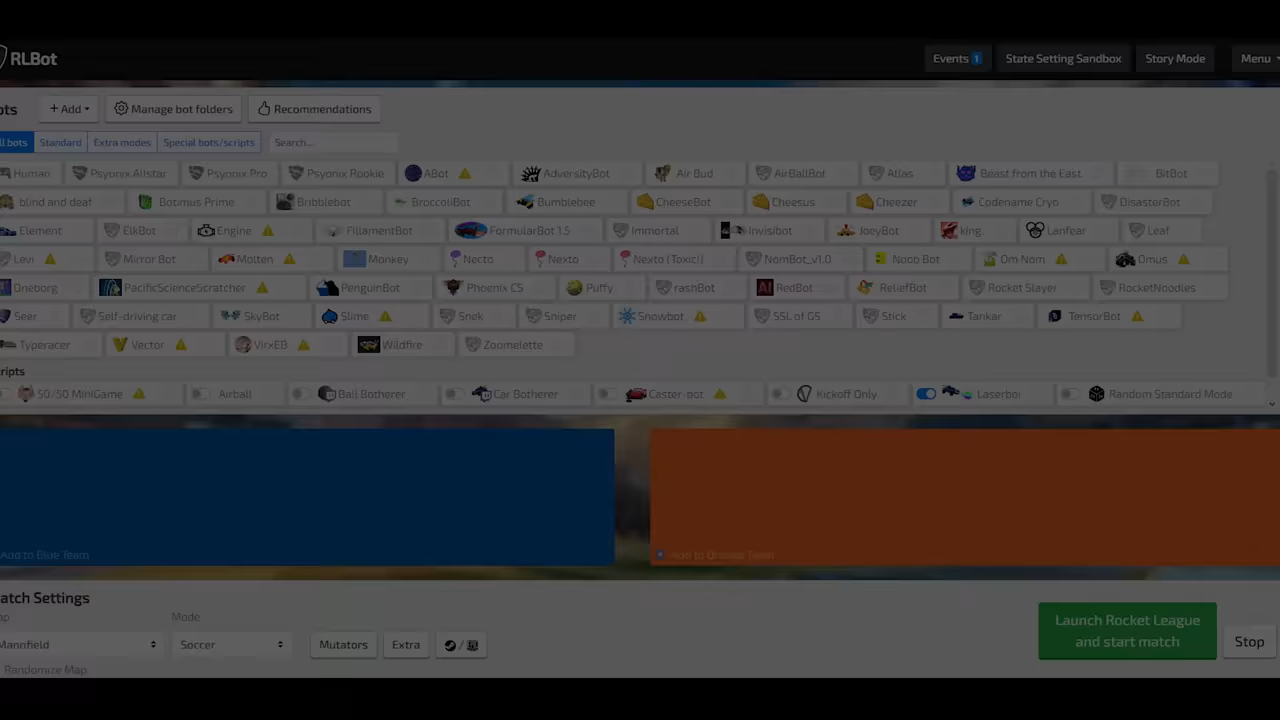 RLBot Events 1 State Setting Sandbox Story Mode Menu
ots + Add Manage bot folders Recommendations
ll bots Standard Extra modes Special bots/scripts Search...
Human Psyonix Allstar Psyonix Pro Psyonix Rookie ABot AdversityBot Air Bud AirBallBot Atlas Beast from the East BitBot
blind and deaf Botimus Prime Bribblebot BroccoliBot Bumblebee CheeseBot Cheesus Cheezer Codename Cryo DisasterBot
Element ElkBot Engine FillamentBot FormularBot 1.5 Immortal Invisibot JoeyBot king. Lanfear Leaf
Levi Mirror Bot Molten Monkey Necto Nexto Nexto (Toxic!) NomBot_v1.0 Noob Bot Om Nom Omus
Oneborg PacificScienceScratcher PenguinBot Phoenix CS Puffy rashBot RedBot ReliefBot Rocket Slayer RocketNoodles
Seer Self-driving car SkyBot Slime Snek Sniper Snowbot SSL of GS Stick Tankar TensorBot
Typeracer Vector VirxEB Wildfire Zoomelette
ripts
50/50 MiniGame Airball Ball Botherer Car Botherer Caster-bot Kickoff Only Laserboi Random Standard Mode
Add to Blue Team Add to Orange Team
atch Settings
ap Mode
Mannfield Soccer Mutators Extra / Launch Rocket League
and start match Stop
Randomize Map